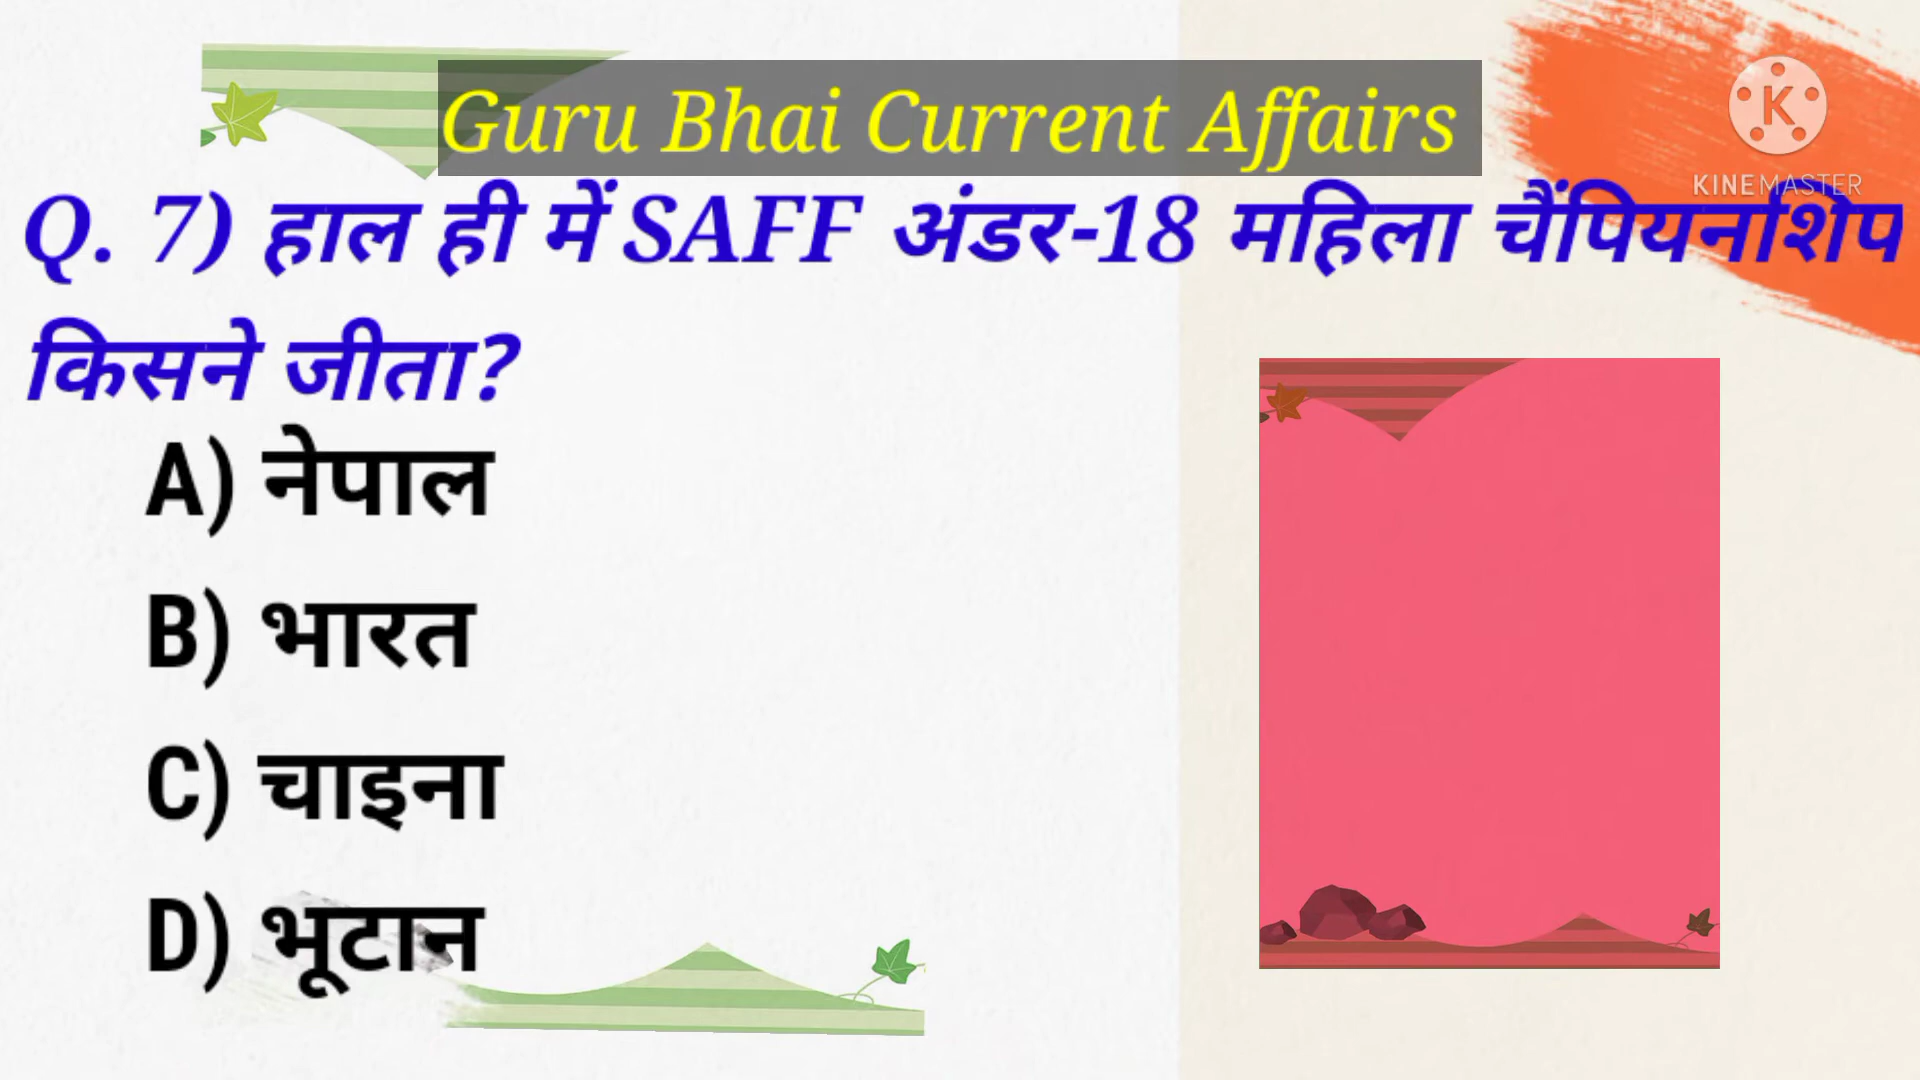 Guru Bhai Current Affairs
KINEMASTER
Q. 7) हाल ही में SAFF अंडर-18 महिला चैंपियनशिप
किसने जीता?
A) नेपाल
B) भारत
C) चाइना
D) भूटान